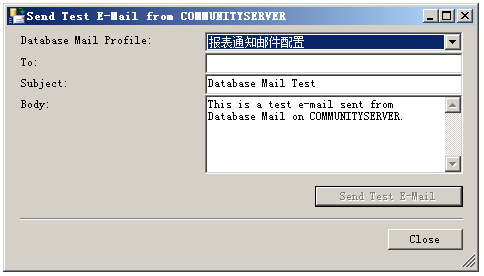 Send Test E-Mail from COMMUNITYSERVER
Database Mail Profile:
报表通知邮件配置
To:
Subject:
Database Mail Test
Body:
This is a test e-mail sent from
Database Mail on COMMUNITYSERVER.
Send Test E-Mail
Close